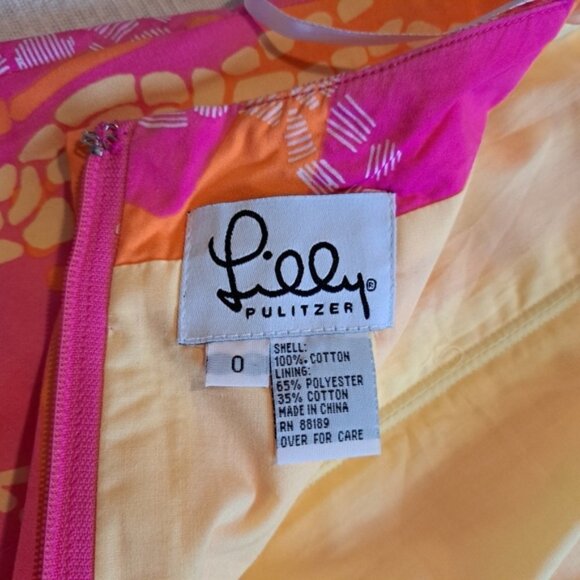 Lilly®
PULITZER
0
SHELL:
100% COTTON
LINING:
65% POLYESTER
35% COTTON
MADE IN CHINA
RN 88189
OVER FOR CARE